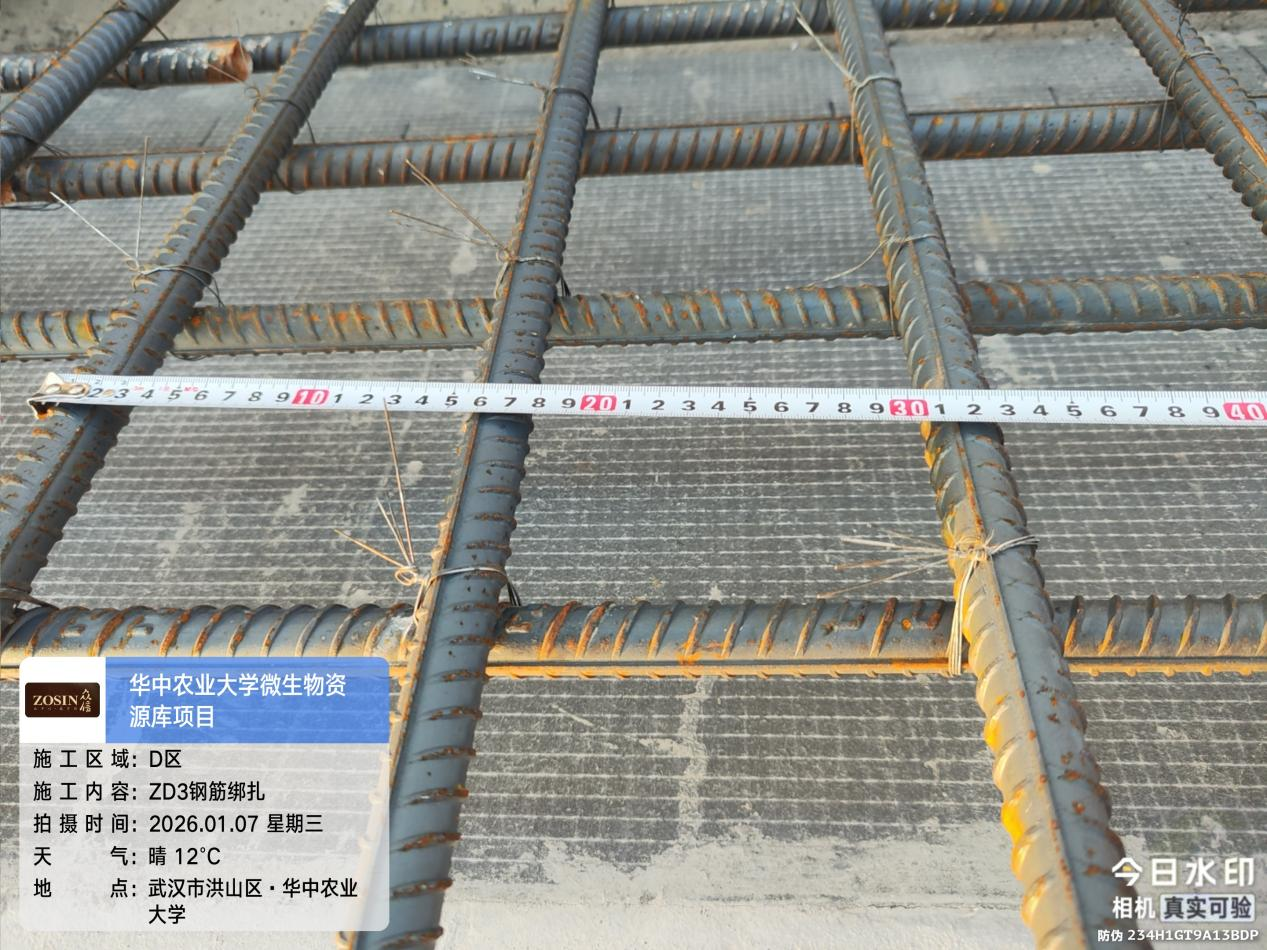 2 3 4 5 6 7 8 9 10 1 2 3 4 5 6 7 8 9 20 1 2 3 4 5 6 7 8 9 30 1 2 3 4 5 6 7 8 9 40
ZOSIN 众信
华中农业大学微生物资
源库项目
施工区域：D区
施工内容：ZD3钢筋绑扎
拍摄时间：2026.01.07 星期三
天气：晴 12°C
地点：武汉市洪山区·华中农业
大学
今日水印
相机 真实可验
防伪 234H1GT9A13BDP